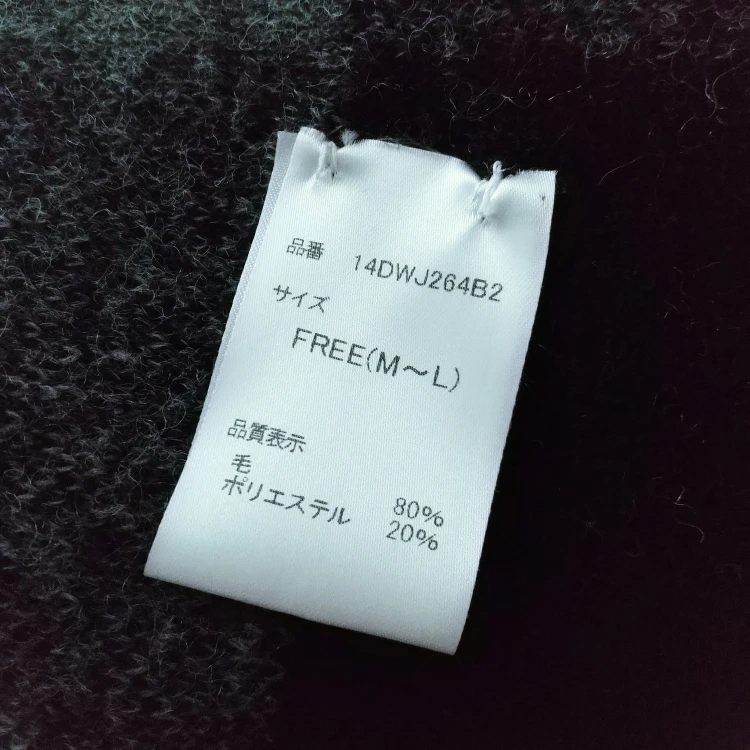 品番 14DWJ264B2
サイズ
FREE(M～L)
品質表示
毛 80%
ポリエステル 20%